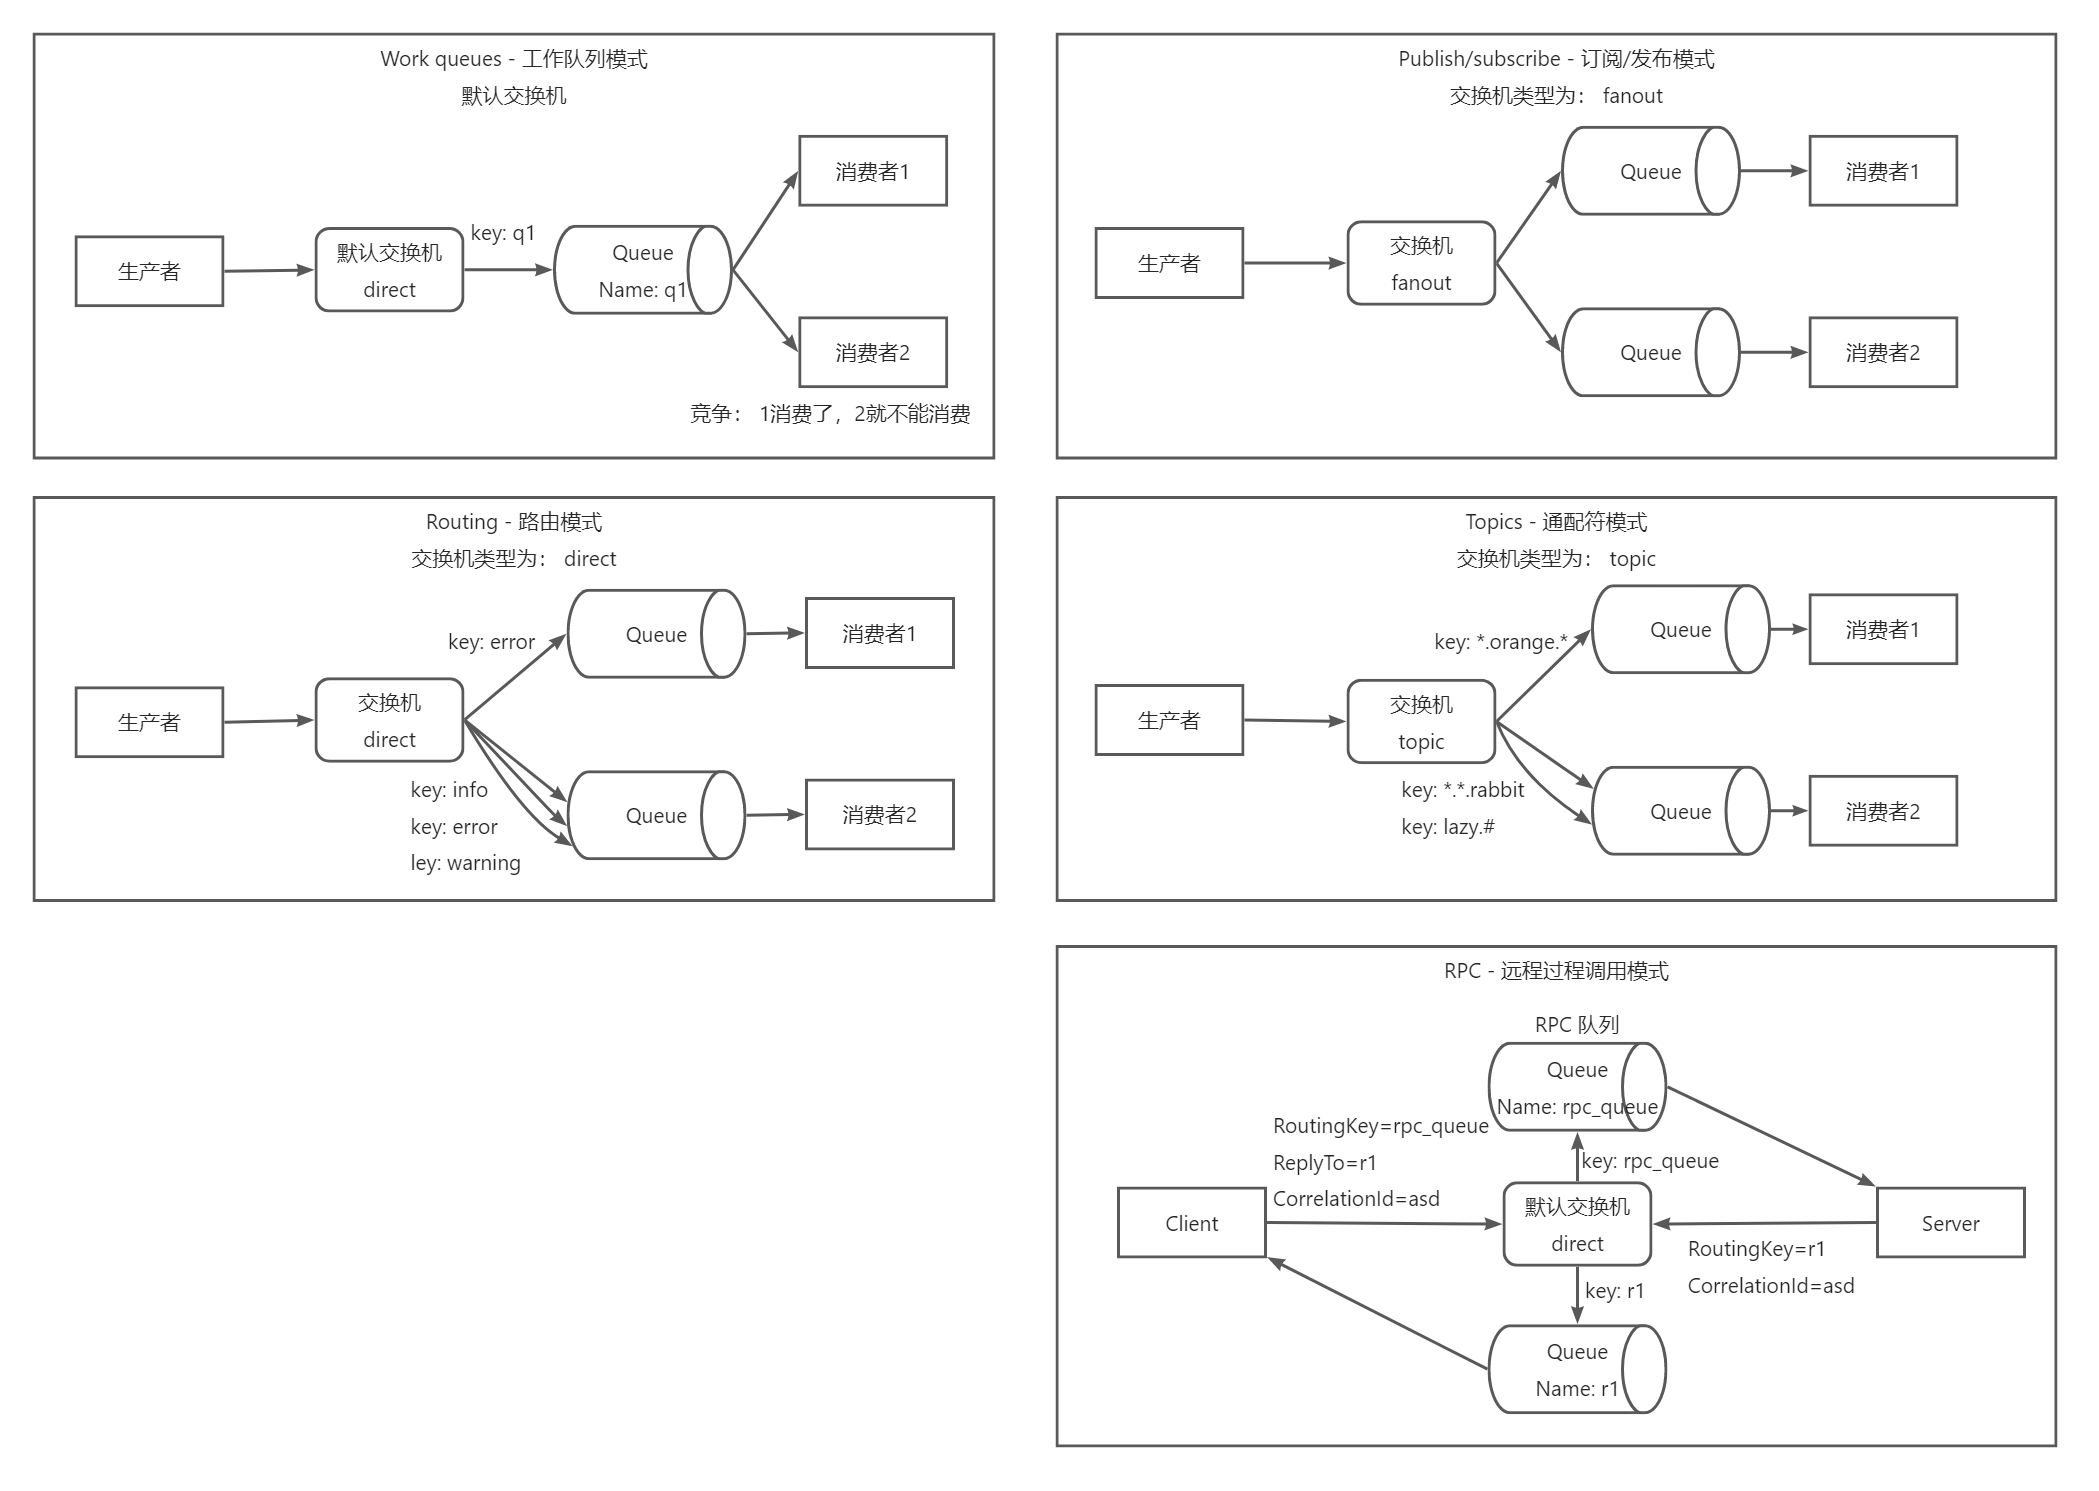 Work queues - 工作队列模式
默认交换机
消费者1
key: q1
生产者
默认交换机
direct
Queue
Name: q1
消费者2
竞争： 1消费了，2就不能消费
Publish/subscribe - 订阅/发布模式
交换机类型为： fanout
Queue
消费者1
生产者
交换机
fanout
Queue
消费者2
Routing - 路由模式
交换机类型为： direct
key: error
Queue
消费者1
生产者
交换机
direct
key: info
key: error
ley: warning
Queue
消费者2
Topics - 通配符模式
交换机类型为： topic
key: *.orange.*
Queue
消费者1
生产者
交换机
topic
key: *.*.rabbit
key: lazy.#
Queue
消费者2
RPC - 远程过程调用模式
RPC 队列
Queue
Name: rpc_queue
RoutingKey=rpc_queue
ReplyTo=r1
CorrelationId=asd
key: rpc_queue
Client
默认交换机
direct
Server
RoutingKey=r1
CorrelationId=asd
key: r1
Queue
Name: r1